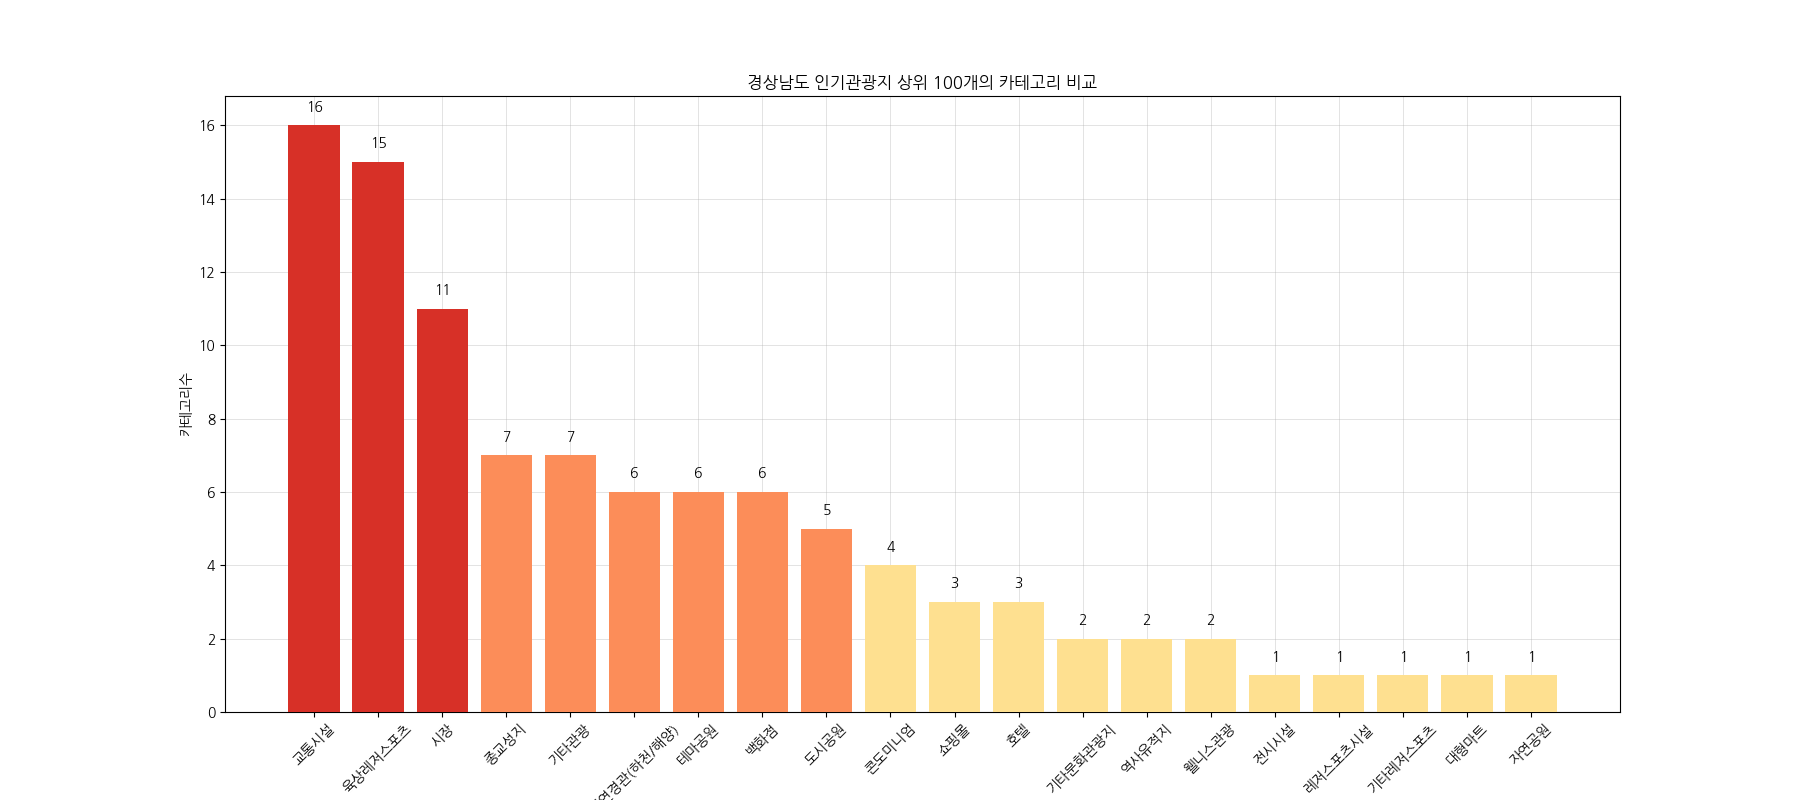 경상남도 인기관광지 상위 100개의 카테고리 비교
카테고리수
16
14
12
10
8
6
4
2
0
16
15
11
7
7
6
6
6
5
4
3
3
2
2
2
1
1
1
1
1
교통시설
육상레저스포츠
시장
종교성지
기타관광
연경관(하천/해양)
테마공원
백화점
도시공원
콘도미니엄
쇼핑몰
호텔
기타문화관광지
역사유적지
웰니스관광
전시시설
레저스포츠시설
기타레저스포츠
대형마트
자연공원